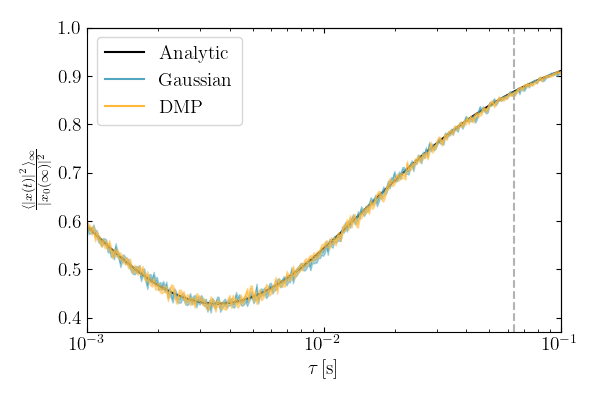 1.0
0.9
0.8
0.7
0.6
0.5
0.4
⟨|x(t)|²⟩∞
|x₀(∞)|²
Analytic
Gaussian
DMP
10⁻³
10⁻²
10⁻¹
τ [s]